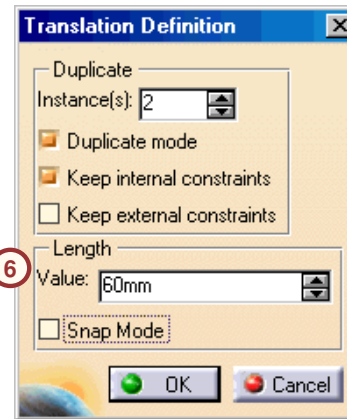 Translation Definition
Duplicate
Instance(s): 2
Duplicate mode
Keep internal constraints
Keep external constraints
Length
6
Value: 60mm
Snap Mode
OK Cancel